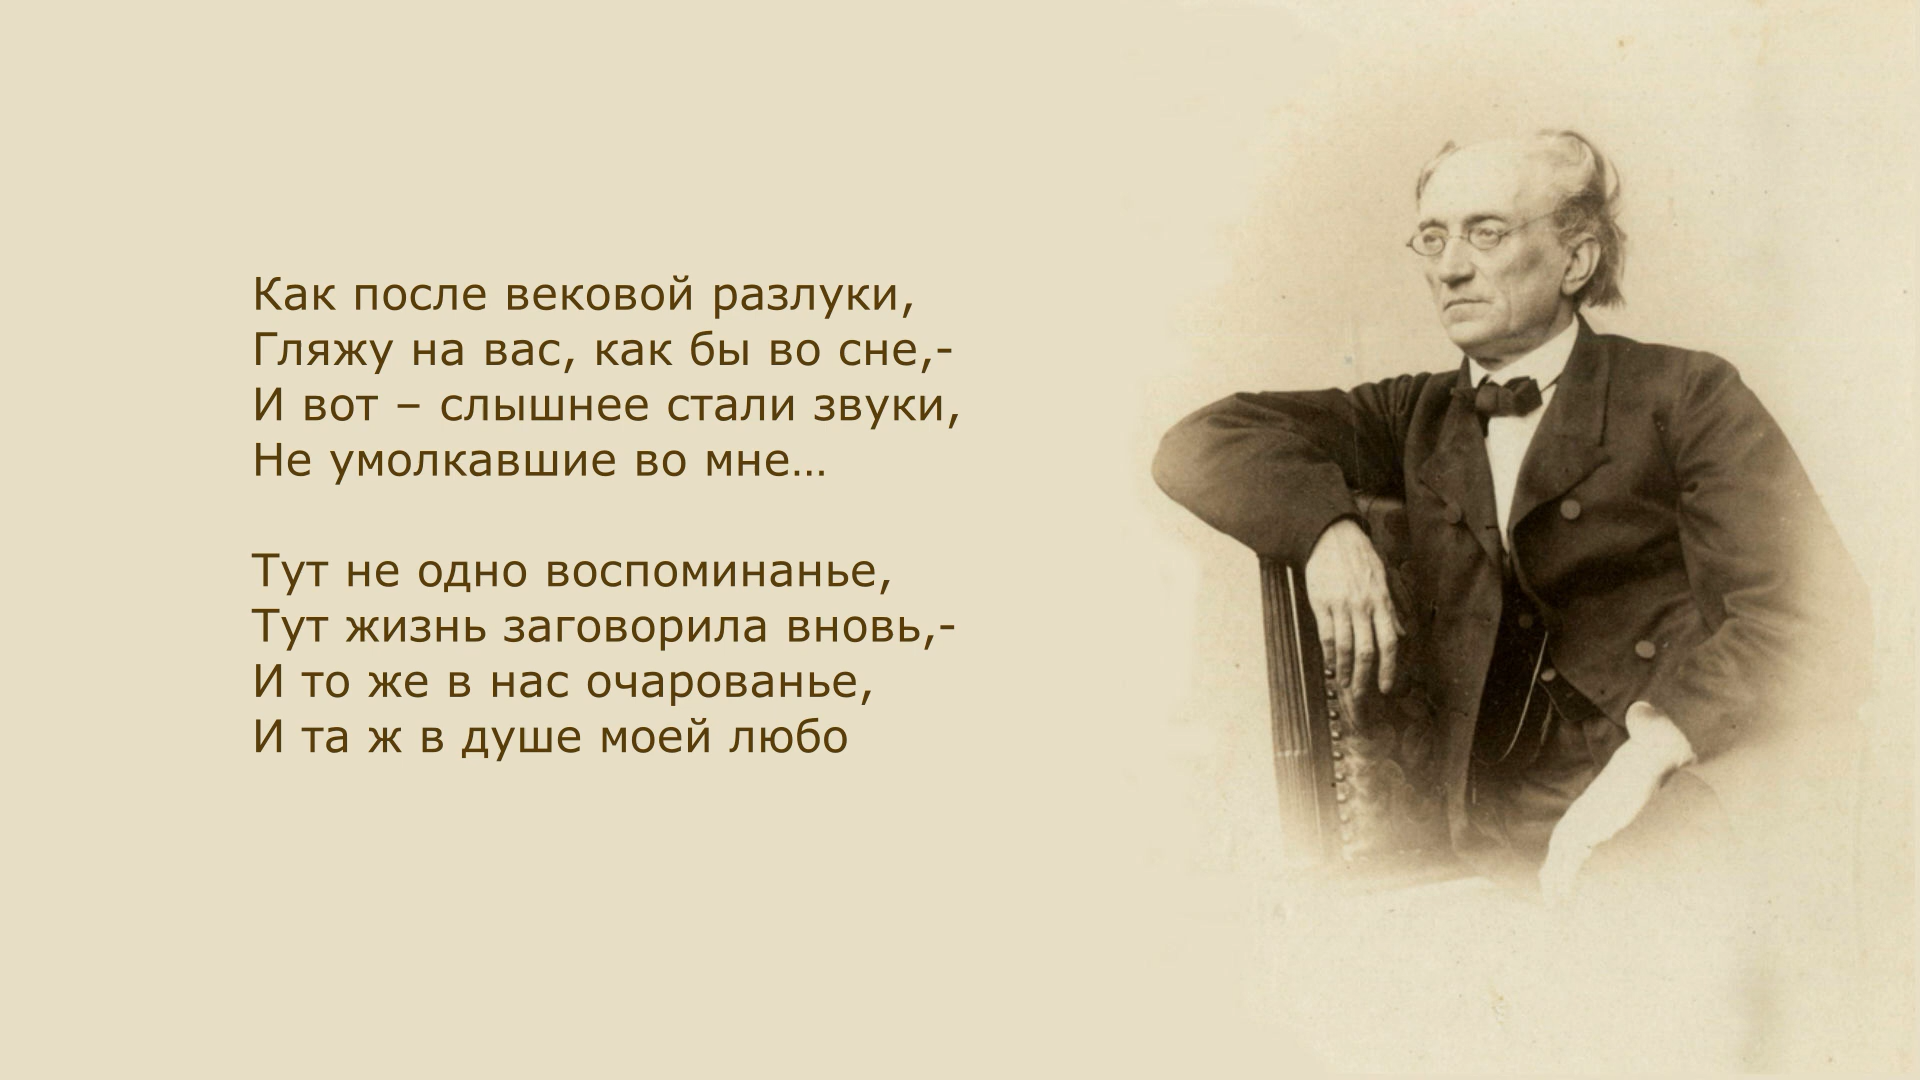 Как после вековой разлуки,
Гляжу на вас, как бы во сне,-
И вот – слышнее стали звуки,
Не умолкавшие во мне…
Тут не одно воспоминанье,
Тут жизнь заговорила вновь,-
И то же в нас очарованье,
И та ж в душе моей любо